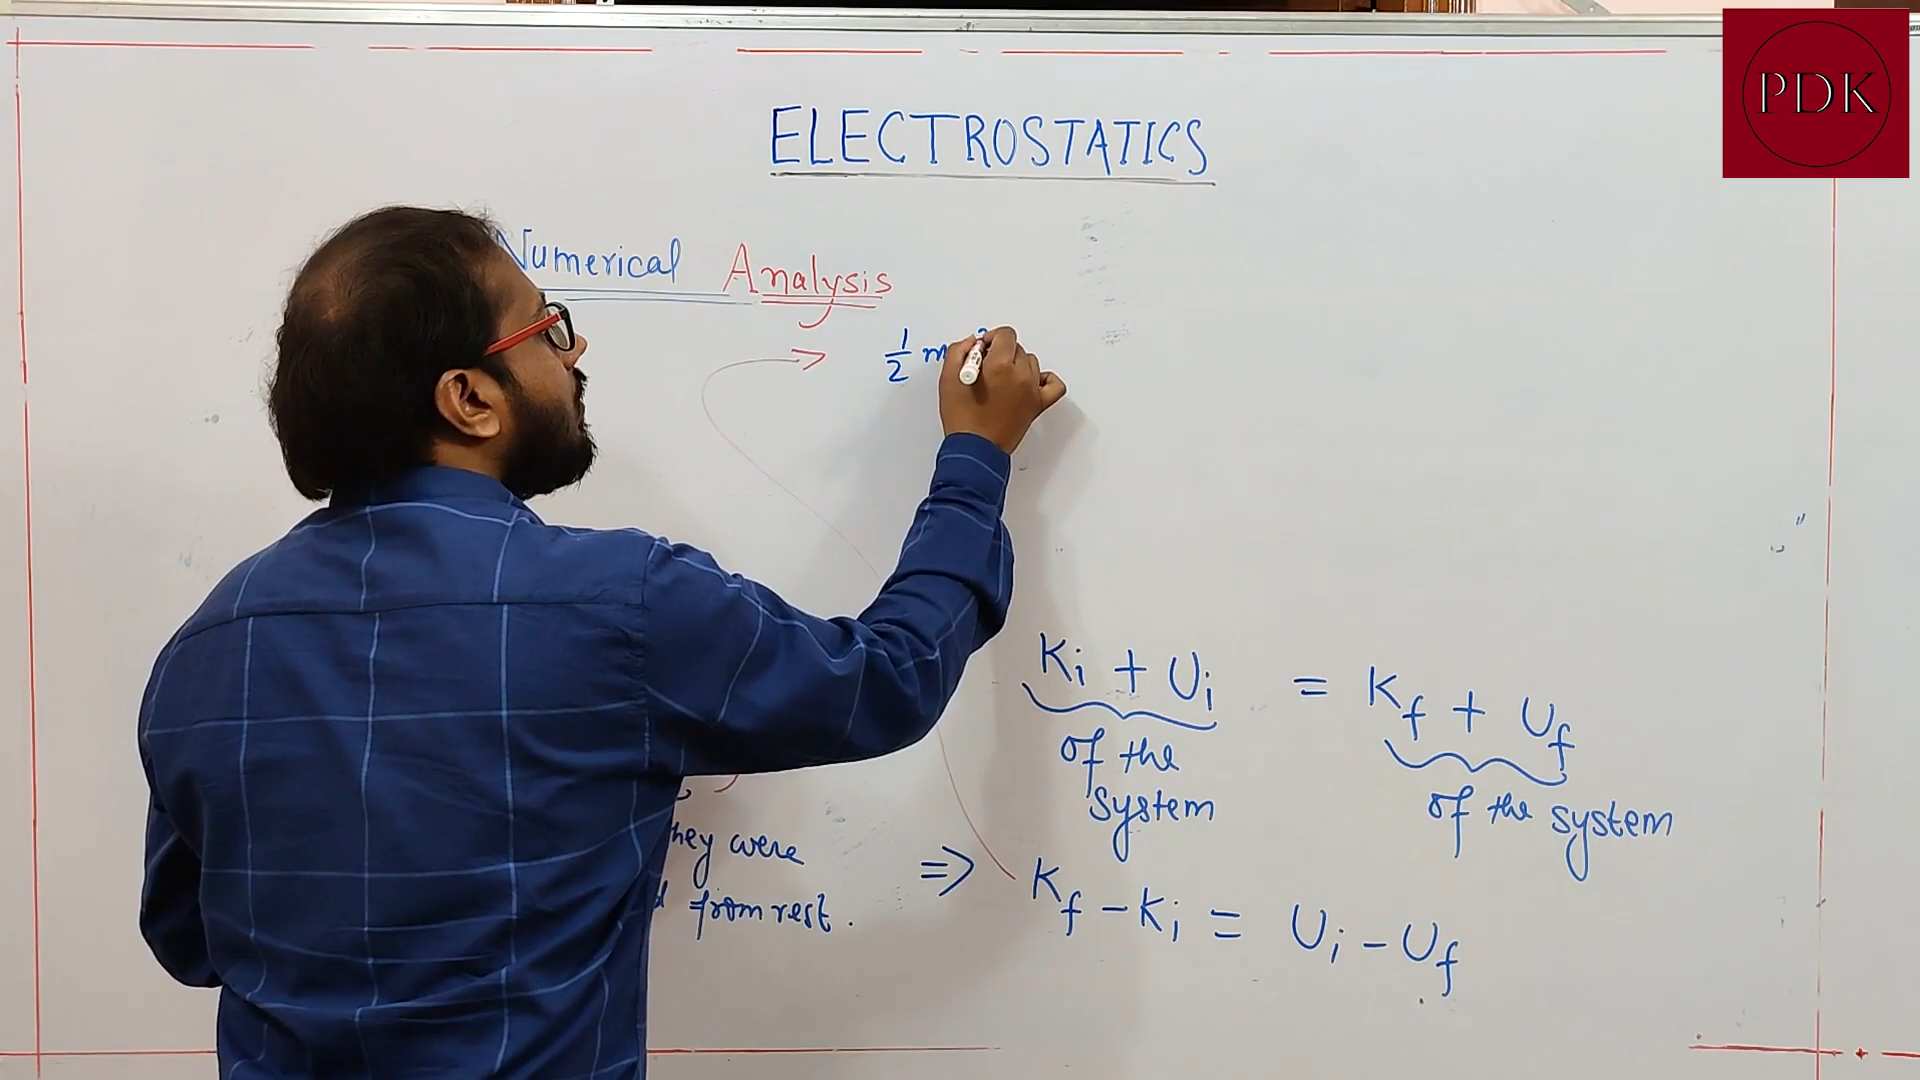 PDK
ELECTROSTATICS
Numerical Analysis
1/2 m
Ki + Ui = Kf + Uf
of the system
of the system
were
from rest.
⇒ Kf - Ki = Ui - Uf